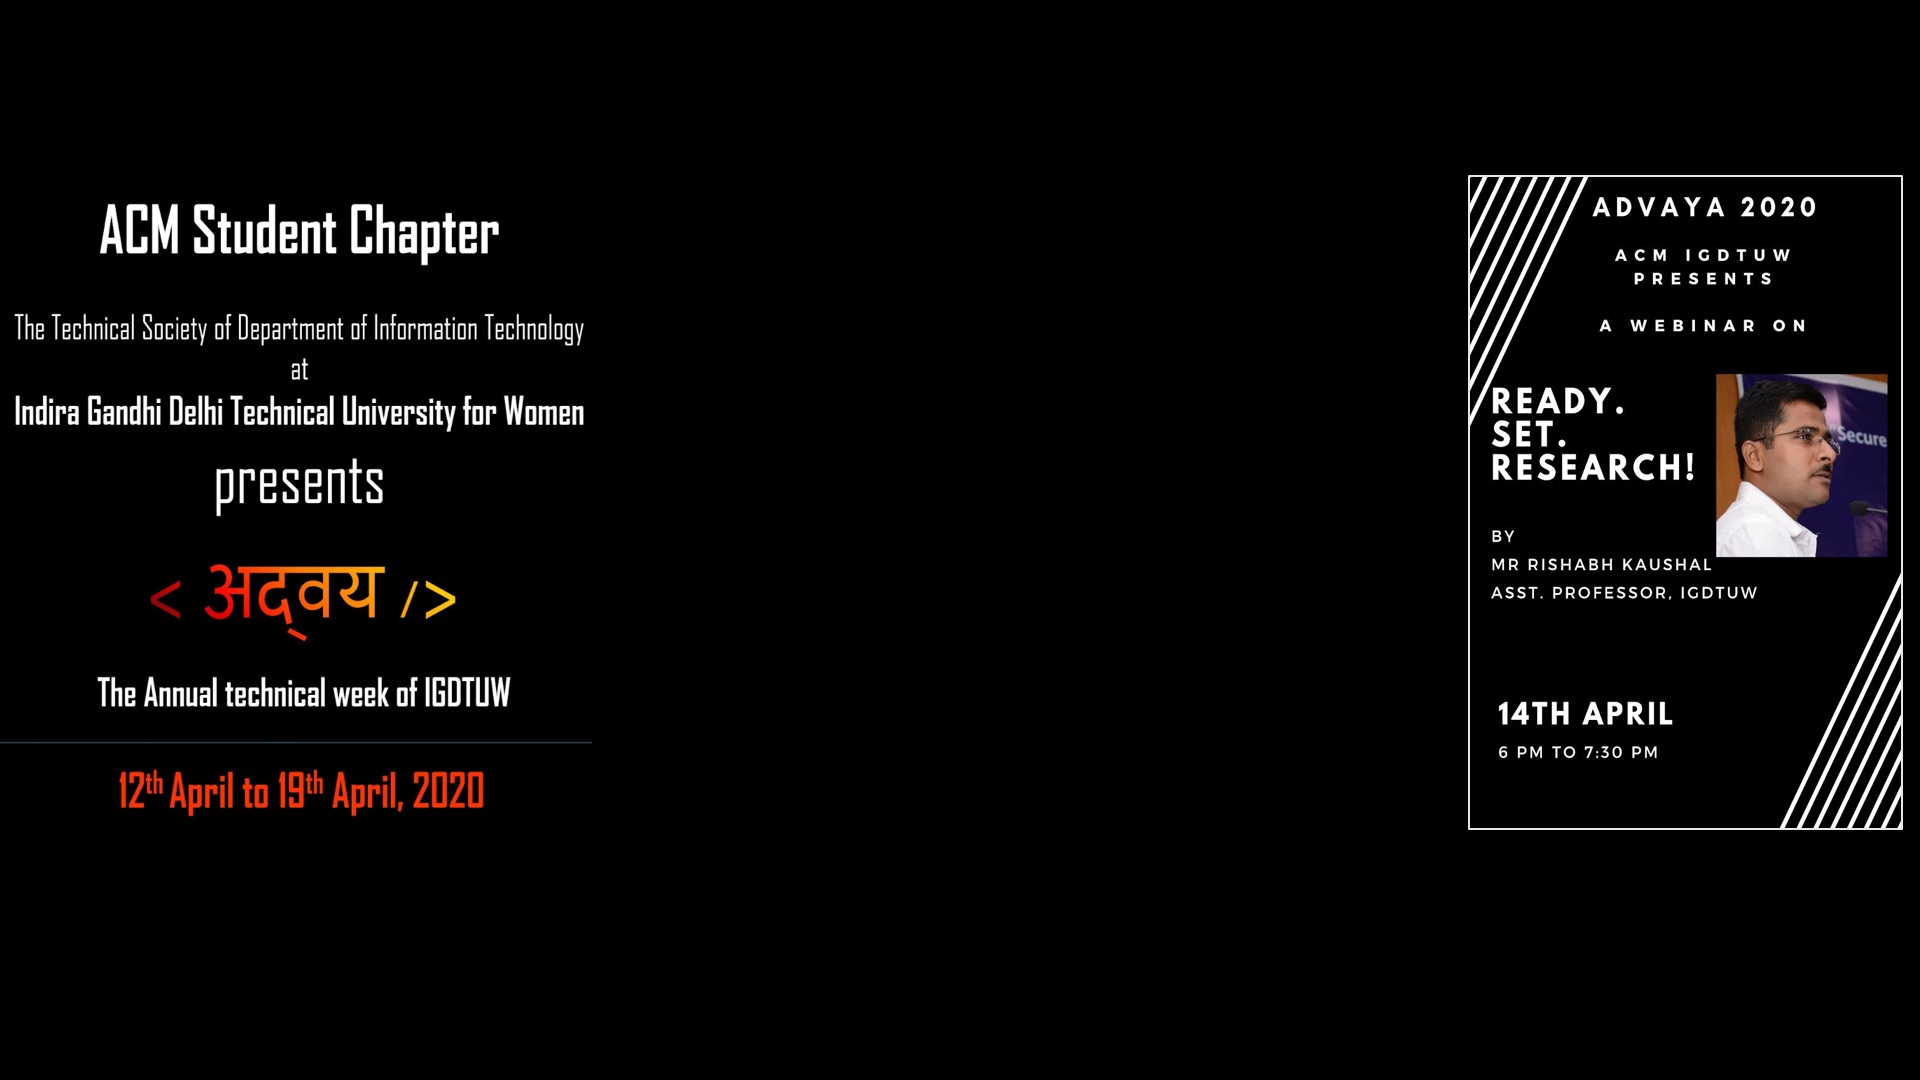 ACM Student Chapter
The Technical Society of Department of Information Technology
at
Indira Gandhi Delhi Technical University for Women
presents
< अद्‌वय />
The Annual technical week of IGDTUW
12th April to 19th April, 2020
ADVAYA 2020
ACM IGDTUW
PRESENTS
A WEBINAR ON
READY.
SET.
RESEARCH!
"Secure
BY
MR RISHABH KAUSHAL
ASST. PROFESSOR, IGDTUW
14TH APRIL
6 PM TO 7:30 PM